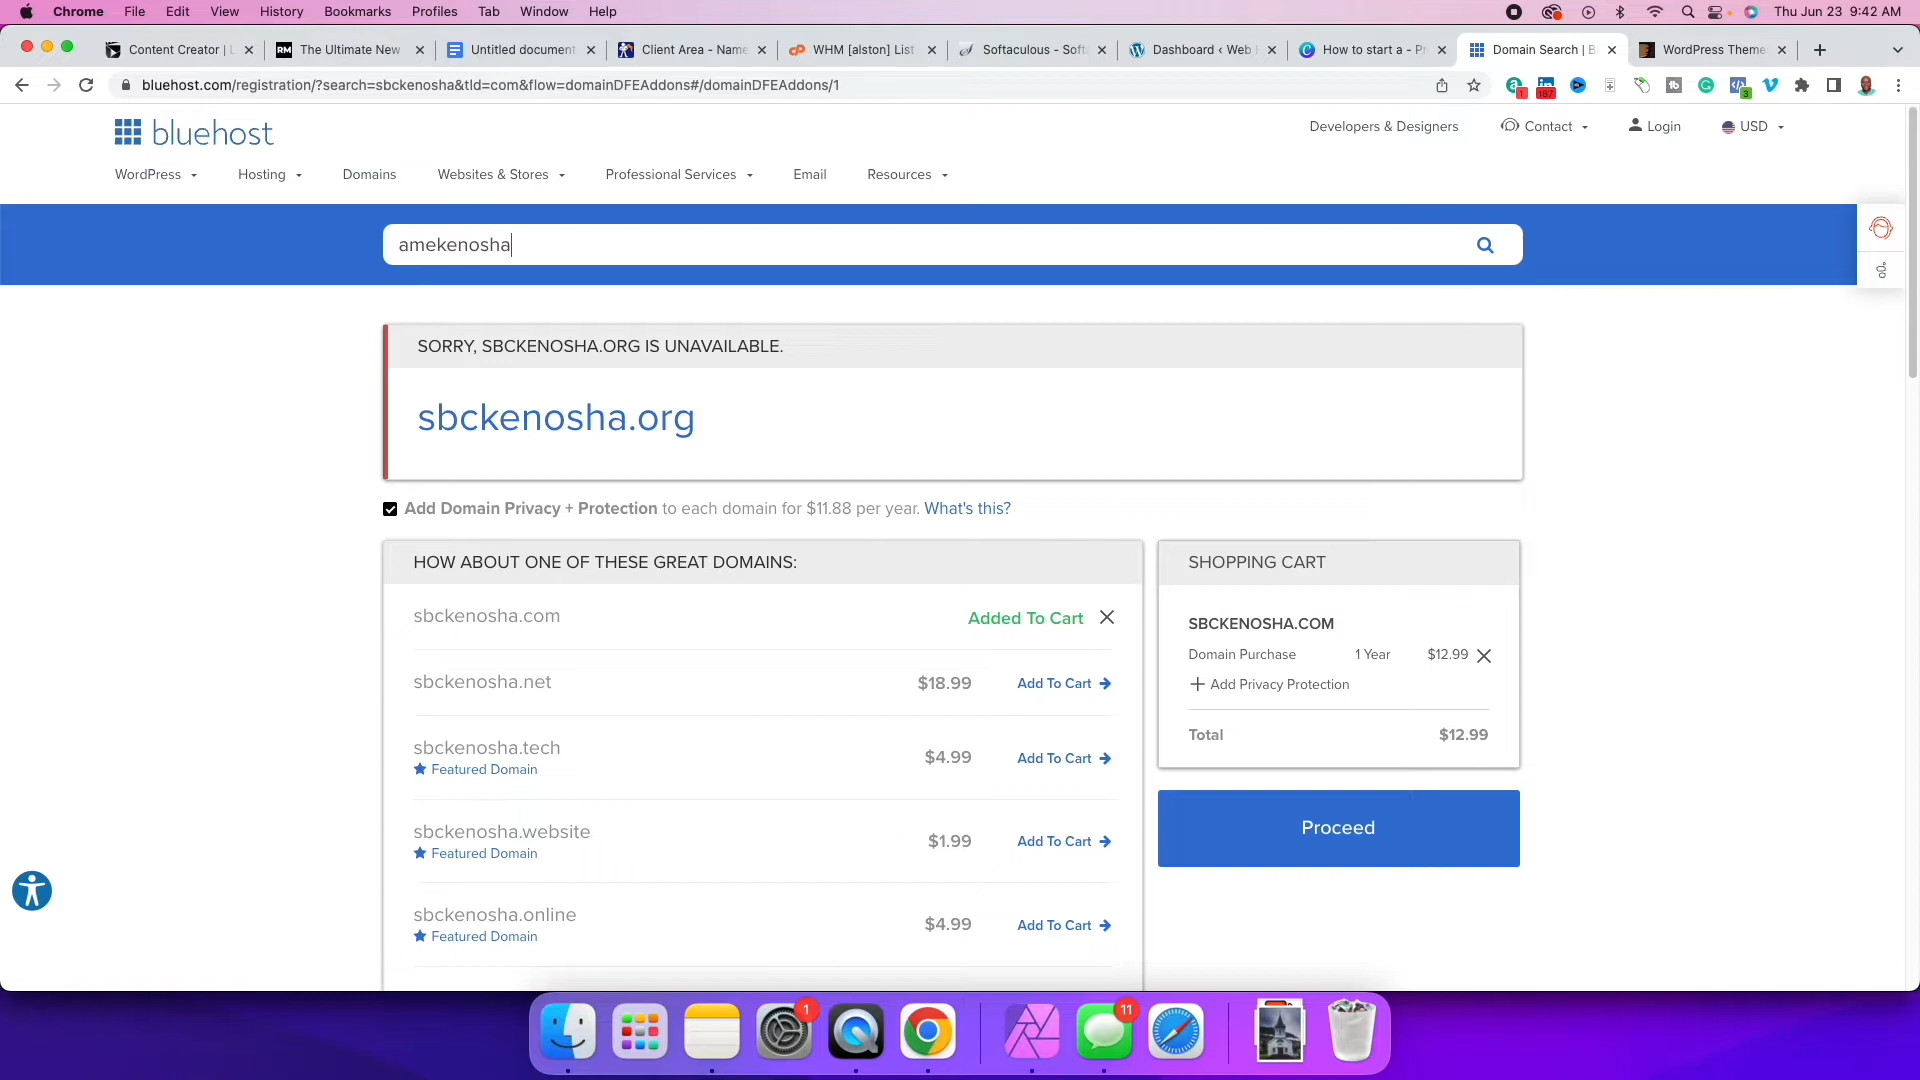 Chrome File Edit View History Bookmarks Profiles Tab Window Help Thu Jun 23 9:42 AM
Content Creator | The Ultimate New Untitled document Client Area - Name WHM [alston] List Softaculous - Soft Dashboard ‹ Web How to start a - Pr Domain Search | Bl WordPress Theme
bluehost.com/registration/?search=sbckenosha&tld=com&flow=domainDFEAddons#/domainDFEAddons/1
1 187 3
bluehost
Developers & Designers Contact Login USD
WordPress Hosting Domains Websites & Stores Professional Services Email Resources
amekenosha
SORRY, SBCKENOSHA.ORG IS UNAVAILABLE.
sbckenosha.org
Add Domain Privacy + Protection to each domain for $11.88 per year. What's this?
HOW ABOUT ONE OF THESE GREAT DOMAINS:
sbckenosha.com Added To Cart
sbckenosha.net $18.99 Add To Cart
sbckenosha.tech $4.99 Add To Cart
Featured Domain
sbckenosha.website $1.99 Add To Cart
Featured Domain
sbckenosha.online $4.99 Add To Cart
Featured Domain
SHOPPING CART
SBCKENOSHA.COM
Domain Purchase 1 Year $12.99
Add Privacy Protection
Total $12.99
Proceed
1 11